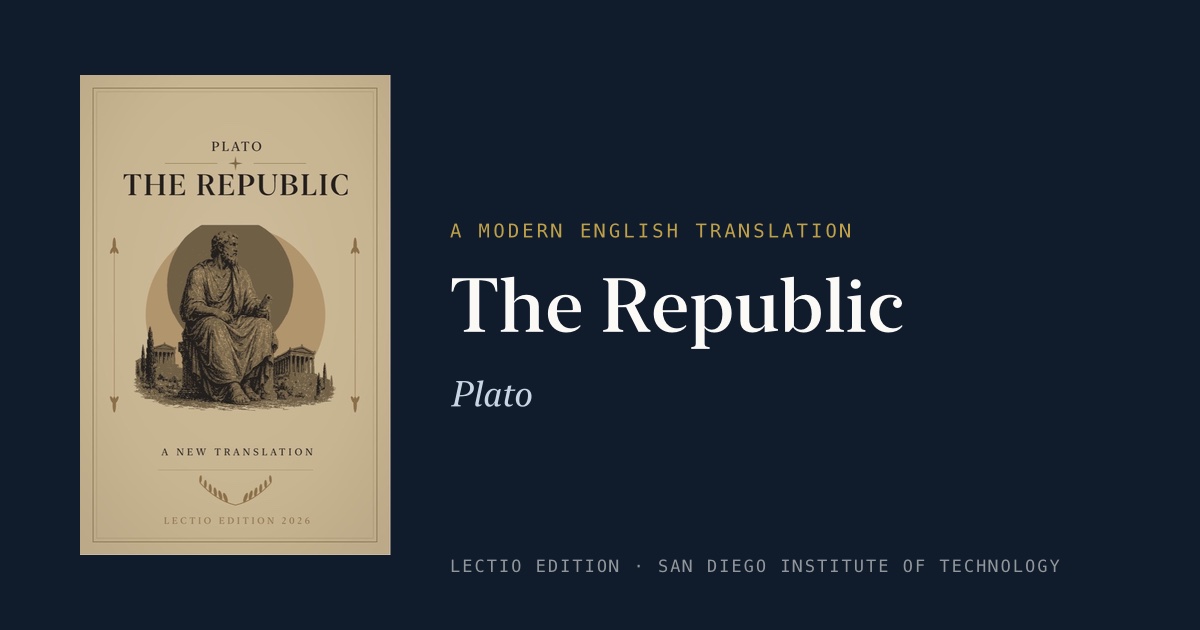 PLATO
THE REPUBLIC
A NEW TRANSLATION
LECTIO EDITION 2026
A MODERN ENGLISH TRANSLATION
The Republic
Plato
LECTIO EDITION · SAN DIEGO INSTITUTE OF TECHNOLOGY